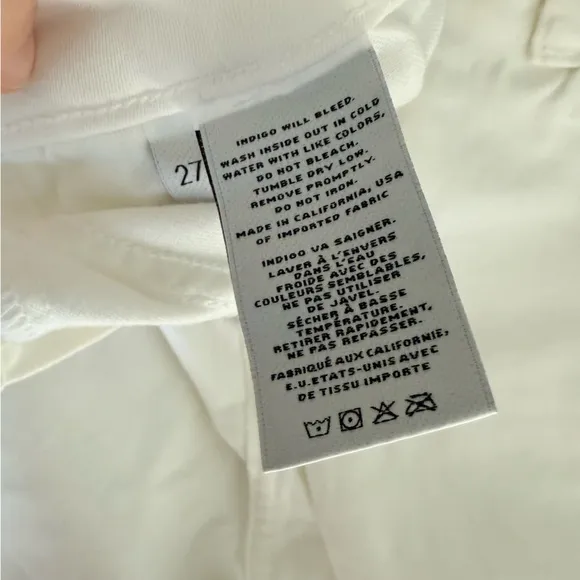 27
INDIGO WILL BLEED.
WASH INSIDE OUT IN COLD
WATER WITH LIKE COLORS,
DO NOT BLEACH.
TUMBLE DRY LOW.
REMOVE PROMPTLY.
DO NOT IRON.
MADE IN CALIFORNIA, USA
OF IMPORTED FABRIC
INDIGO VA SAIGNER.
LAVER À L'ENVERS
DANS L'EAU
FROIDE AVEC DES
COULEURS SEMBLABLES,
NE PAS UTILISER
DE JAVEL.
SÉCHER À BASSE
TEMPÉRATURE.
RETIRER RAPIDEMENT,
NE PAS REPASSER.
FABRIQUÉ AUX CALIFORNIE,
E.U.ETATS-UNIS AVEC
DE TISSU IMPORTE